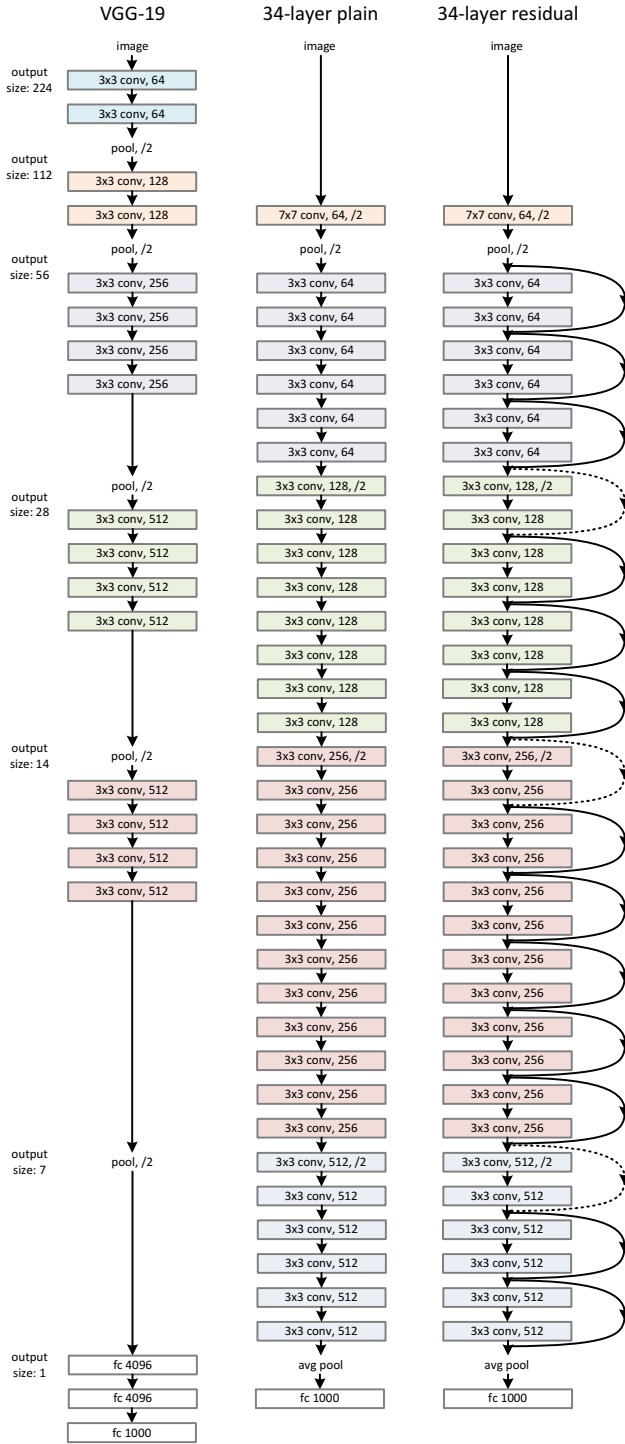 output
size: 224
output
size: 112
output
size: 56
output
size: 28
output
size: 14
output
size: 7
output
size: 1
VGG-19
image
3x3 conv, 64
3x3 conv, 64
pool, /2
3x3 conv, 128
3x3 conv, 128
pool, /2
3x3 conv, 256
3x3 conv, 256
3x3 conv, 256
3x3 conv, 256
pool, /2
3x3 conv, 512
3x3 conv, 512
3x3 conv, 512
3x3 conv, 512
pool, /2
3x3 conv, 512
3x3 conv, 512
3x3 conv, 512
3x3 conv, 512
pool, /2
fc 4096
fc 4096
fc 1000
34-layer plain
image
7x7 conv, 64, /2
pool, /2
3x3 conv, 64
3x3 conv, 64
3x3 conv, 64
3x3 conv, 64
3x3 conv, 64
3x3 conv, 64
3x3 conv, 128, /2
3x3 conv, 128
3x3 conv, 128
3x3 conv, 128
3x3 conv, 128
3x3 conv, 128
3x3 conv, 128
3x3 conv, 128
3x3 conv, 256, /2
3x3 conv, 256
3x3 conv, 256
3x3 conv, 256
3x3 conv, 256
3x3 conv, 256
3x3 conv, 256
3x3 conv, 256
3x3 conv, 256
3x3 conv, 256
3x3 conv, 256
3x3 conv, 256
3x3 conv, 512, /2
3x3 conv, 512
3x3 conv, 512
3x3 conv, 512
3x3 conv, 512
3x3 conv, 512
avg pool
fc 1000
34-layer residual
image
7x7 conv, 64, /2
pool, /2
3x3 conv, 64
3x3 conv, 64
3x3 conv, 64
3x3 conv, 64
3x3 conv, 64
3x3 conv, 64
3x3 conv, 128, /2
3x3 conv, 128
3x3 conv, 128
3x3 conv, 128
3x3 conv, 128
3x3 conv, 128
3x3 conv, 128
3x3 conv, 128
3x3 conv, 256, /2
3x3 conv, 256
3x3 conv, 256
3x3 conv, 256
3x3 conv, 256
3x3 conv, 256
3x3 conv, 256
3x3 conv, 256
3x3 conv, 256
3x3 conv, 256
3x3 conv, 256
3x3 conv, 256
3x3 conv, 512, /2
3x3 conv, 512
3x3 conv, 512
3x3 conv, 512
3x3 conv, 512
3x3 conv, 512
avg pool
fc 1000